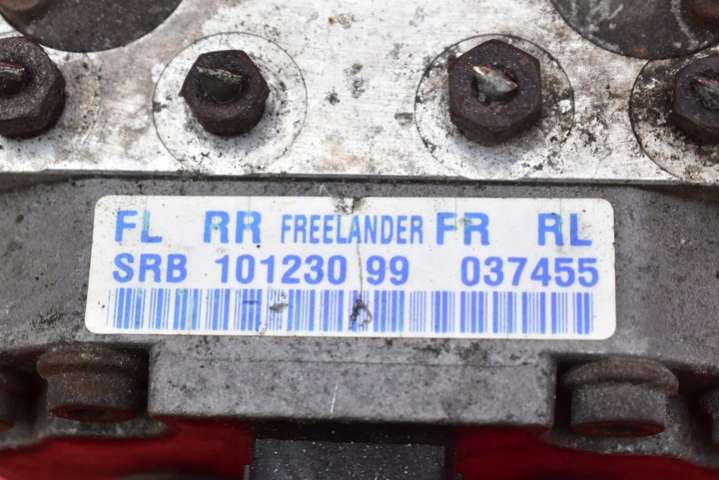 FL RR FREELANDER FR RL
SRB 101230 99 037455